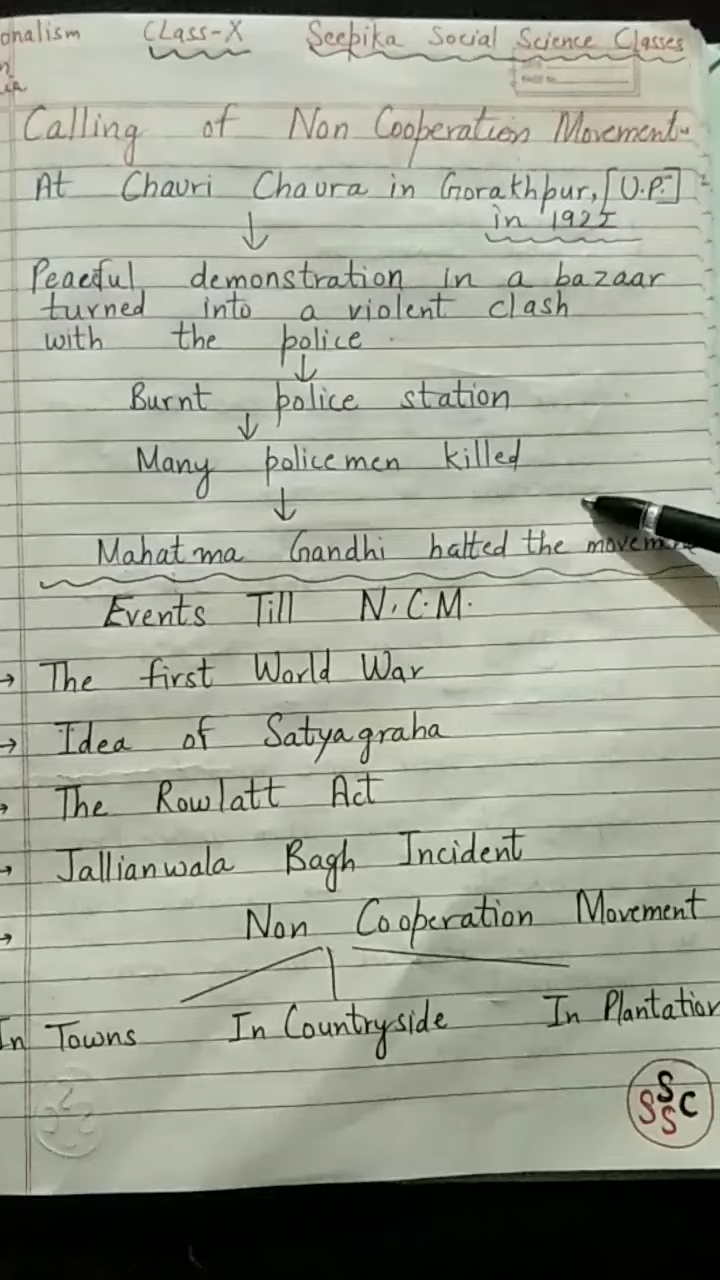 onalism CLass-X Seepika Social Science Classes
Calling of Non Cooperation Movement-
At Chauri Chaura in Gorakhpur, [U.P.]
in 1922
Peaceful demonstration in a bazaar
turned into a violent clash
with the police.
Burnt police station
Many policemen killed
Mahatma Gandhi halted the movem
Events Till N.C.M.
→ The first World War
→ Idea of Satyagraha
→ The Rowlatt Act
→ Jallianwala Bagh Incident
→ Non Cooperation Movement
In Towns In Countryside In Plantation
SSSC